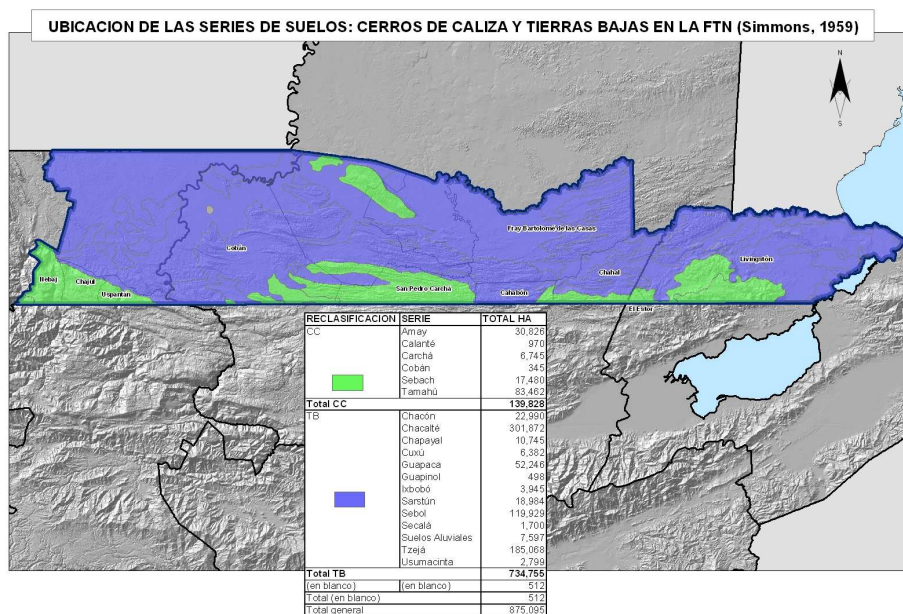 UBICACION DE LAS SERIES DE SUELOS: CERROS DE CALIZA Y TIERRAS BAJAS EN LA FTN (Simmons, 1959)
N
S
Fray Bartolome de las Casas
Cobán
Livingston
Nebaj
Chajul
Chahal
Uspantan
San Pedro Carcha
Cahabón
El Estor
RECLASIFICACION SERIE TOTAL HA
CC Amay 30,826
Calanté 970
Carchá 6,745
Cobán 345
Sebach 17,480
Tamahú 83,462
Total CC 139,828
TB Chacón 22,990
Chacalté 301,872
Chapayal 10,745
Cuxú 6,382
Guapaca 52,246
Guapinol 498
Ixbobó 3,945
Sarstún 18,984
Sebol 119,929
Secalá 1,700
Suelos Aluviales 7,597
Tzejá 185,068
Usumacinta 2,799
Total TB 734,755
(en blanco) (en blanco) 512
Total (en blanco) 512
Total general 875,095